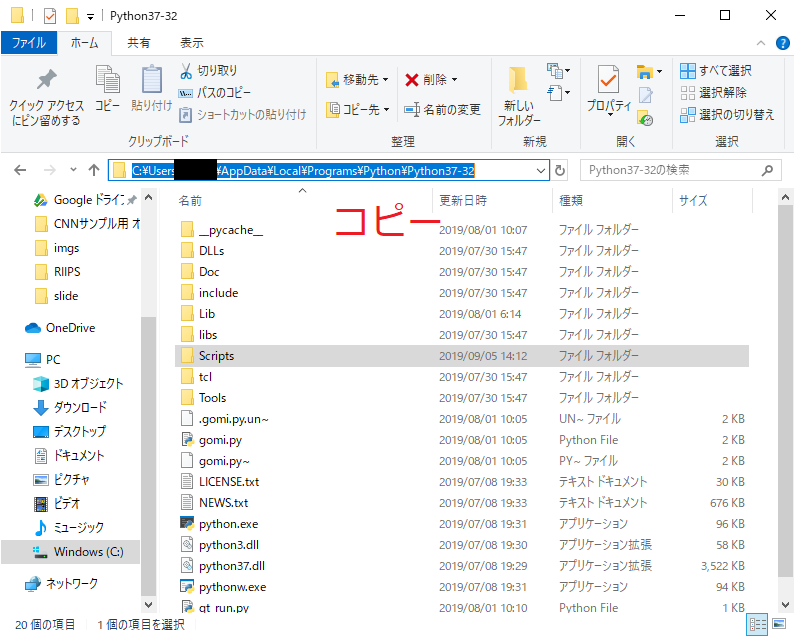 Python37-32
ファイル ホーム 共有 表示
クイック アクセス
にピン留めする
コピー
貼り付け
切り取り
パスのコピー
ショートカットの貼り付け
クリップボード
移動先
コピー先
削除
名前の変更
整理
新しい
フォルダー
新規
プロパティ
開く
すべて選択
選択解除
選択の切り替え
選択
C:¥Users ¥AppData¥Local¥Programs¥Python¥Python37-32
Python37-32の検索
コピー
Google ドライ
CNNサンプル用 オ
imgs
RIIPS
slide
OneDrive
PC
3D オブジェクト
ダウンロード
デスクトップ
ドキュメント
ピクチャ
ビデオ
ミュージック
Windows (C:)
ネットワーク
名前 更新日時 種類 サイズ
__pycache__ 2019/08/01 10:07 ファイル フォルダー
DLLs 2019/07/30 15:47 ファイル フォルダー
Doc 2019/07/30 15:47 ファイル フォルダー
include 2019/07/30 15:47 ファイル フォルダー
Lib 2019/08/01 6:14 ファイル フォルダー
libs 2019/07/30 15:47 ファイル フォルダー
Scripts 2019/09/05 14:12 ファイル フォルダー
tcl 2019/07/30 15:47 ファイル フォルダー
Tools 2019/07/30 15:47 ファイル フォルダー
.gomi.py.un~ 2019/08/01 10:05 UN~ ファイル 2 KB
gomi.py 2019/08/01 10:05 Python File 2 KB
gomi.py~ 2019/08/01 10:05 PY~ ファイル 2 KB
LICENSE.txt 2019/07/08 19:33 テキスト ドキュメント 30 KB
NEWS.txt 2019/07/08 19:33 テキスト ドキュメント 676 KB
python.exe 2019/07/08 19:31 アプリケーション 96 KB
python3.dll 2019/07/08 19:30 アプリケーション拡張 58 KB
python37.dll 2019/07/08 19:29 アプリケーション拡張 3,522 KB
pythonw.exe 2019/07/08 19:31 アプリケーション 94 KB
qt_run.py 2019/08/01 10:10 Python File 1 KB
20 個の項目 1 個の項目を選択